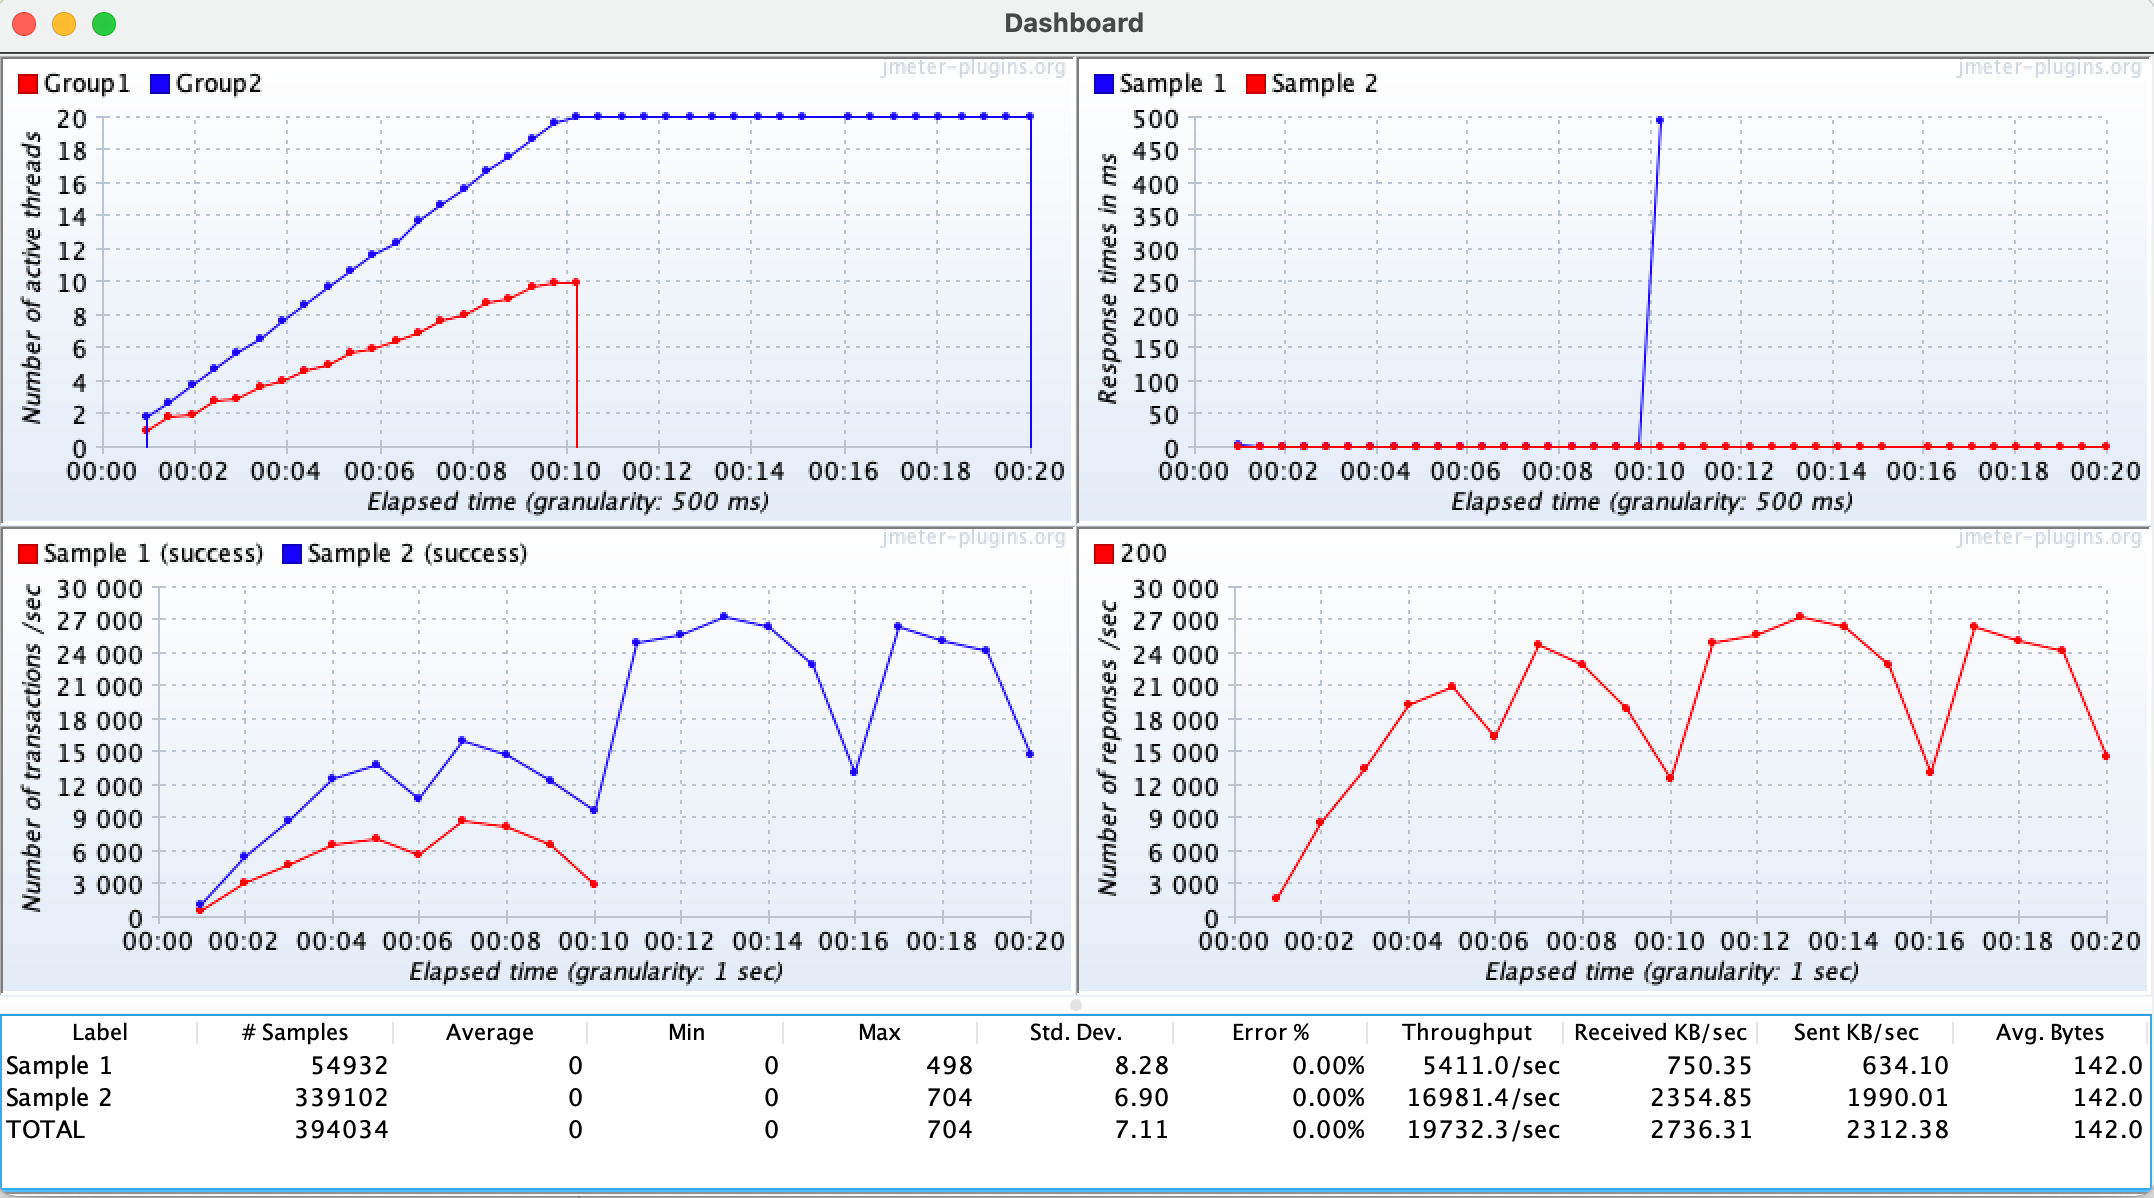 Dashboard
jmeter-plugins.org
Group1 Group2
20
18
16
14
12
10
8
6
4
2
0
Number of active threads
00:00 00:02 00:04 00:06 00:08 00:10 00:12 00:14 00:16 00:18 00:20
Elapsed time (granularity: 500 ms)
jmeter-plugins.org
Sample 1 Sample 2
500
450
400
350
300
250
200
150
100
50
0
Response times in ms
00:00 00:02 00:04 00:06 00:08 00:10 00:12 00:14 00:16 00:18 00:20
Elapsed time (granularity: 500 ms)
jmeter-plugins.org
Sample 1 (success) Sample 2 (success)
30 000
27 000
24 000
21 000
18 000
15 000
12 000
9 000
6 000
3 000
0
Number of transactions /sec
00:00 00:02 00:04 00:06 00:08 00:10 00:12 00:14 00:16 00:18 00:20
Elapsed time (granularity: 1 sec)
jmeter-plugins.org
200
30 000
27 000
24 000
21 000
18 000
15 000
12 000
9 000
6 000
3 000
0
Number of reponses /sec
00:00 00:02 00:04 00:06 00:08 00:10 00:12 00:14 00:16 00:18 00:20
Elapsed time (granularity: 1 sec)
Label # Samples Average Min Max Std. Dev. Error % Throughput Received KB/sec Sent KB/sec Avg. Bytes
Sample 1 54932 0 0 498 8.28 0.00% 5411.0/sec 750.35 634.10 142.0
Sample 2 339102 0 0 704 6.90 0.00% 16981.4/sec 2354.85 1990.01 142.0
TOTAL 394034 0 0 704 7.11 0.00% 19732.3/sec 2736.31 2312.38 142.0